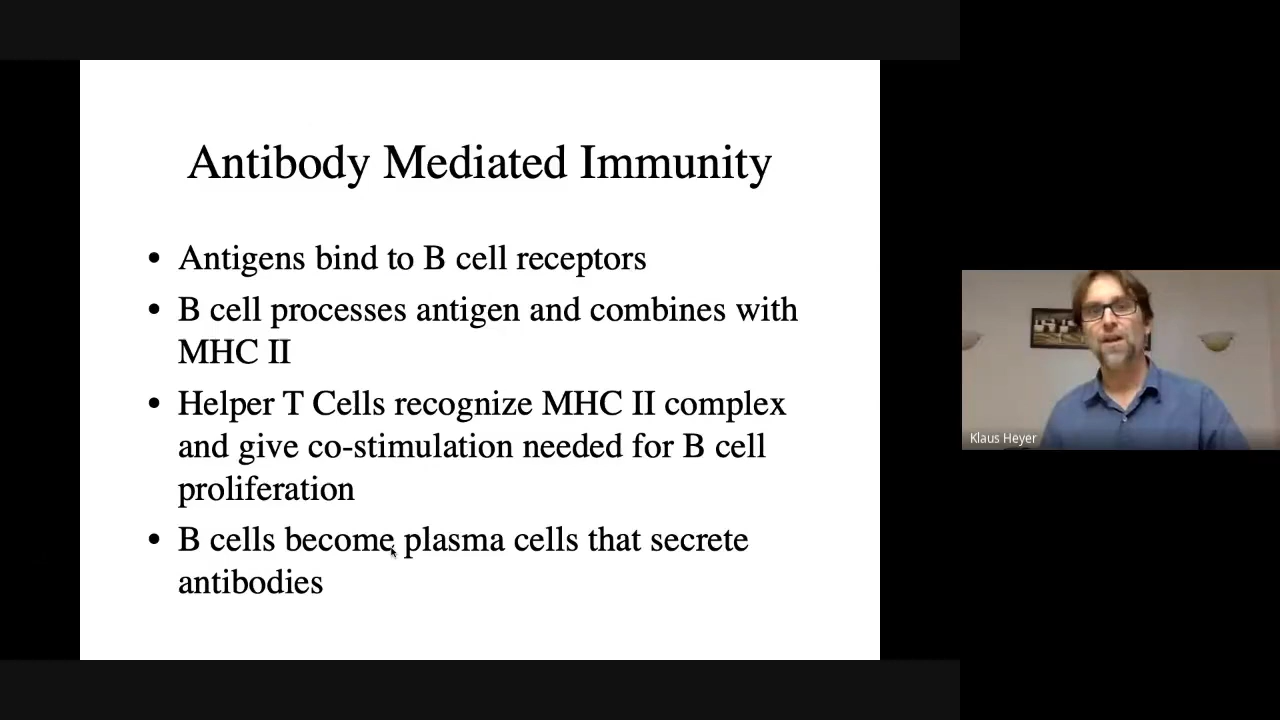 Antibody Mediated Immunity
• Antigens bind to B cell receptors
• B cell processes antigen and combines with
MHC II
• Helper T Cells recognize MHC II complex
and give co-stimulation needed for B cell
proliferation
• B cells become plasma cells that secrete
antibodies
Klaus Heyer